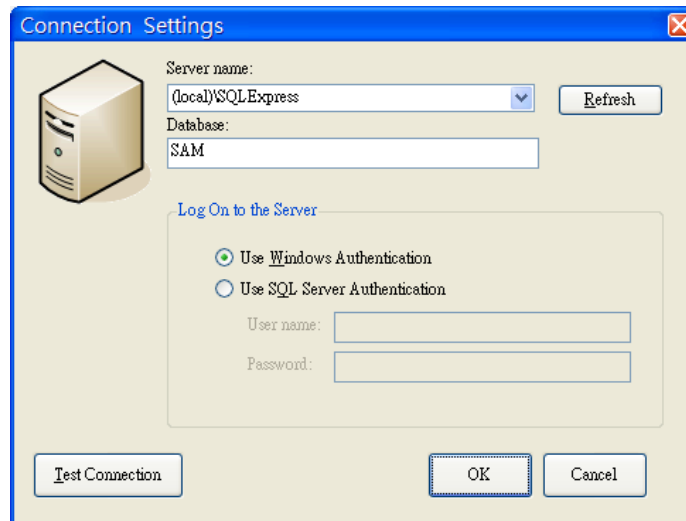 Connection Settings
Server name:
(local)\SQLExpress
Refresh
Database:
SAM
Log On to the Server
Use Windows Authentication
Use SQL Server Authentication
User name:
Password:
Test Connection
OK
Cancel